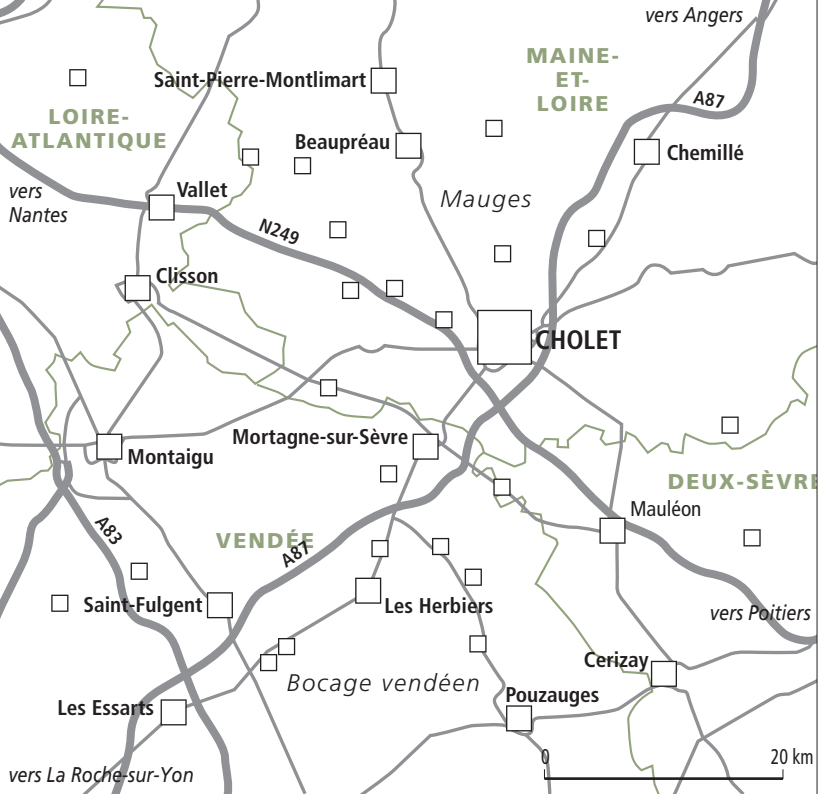 vers Angers
MAINE-
ET-
LOIRE
Saint-Pierre-Montlimart
A87
LOIRE-
ATLANTIQUE
Beaupréau
Chemillé
vers
Nantes
Vallet
Mauges
N249
Clisson
CHOLET
Mortagne-sur-Sèvre
Montaigu
DEUX-SÈVRE
Mauléon
A83
VENDÉE
A87
Saint-Fulgent
Les Herbiers
vers Poitiers
Cerizay
Bocage vendéen
Pouzauges
Les Essarts
0
20 km
vers La Roche-sur-Yon